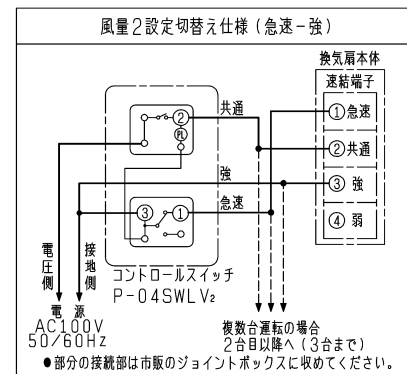 風量2設定切替え仕様（急速－強）
換気扇本体
速結端子
①急速
②共通
③ 強
④ 弱
共通
強
急速
②
PL
③
①
電圧側
接地側
コントロールスイッチ
P-04SWLV2
電 源
AC100V
50/60Hz
複数台運転の場合
2台目以降へ（3台まで）
●部分の接続部は市販のジョイントボックスに収めてください。